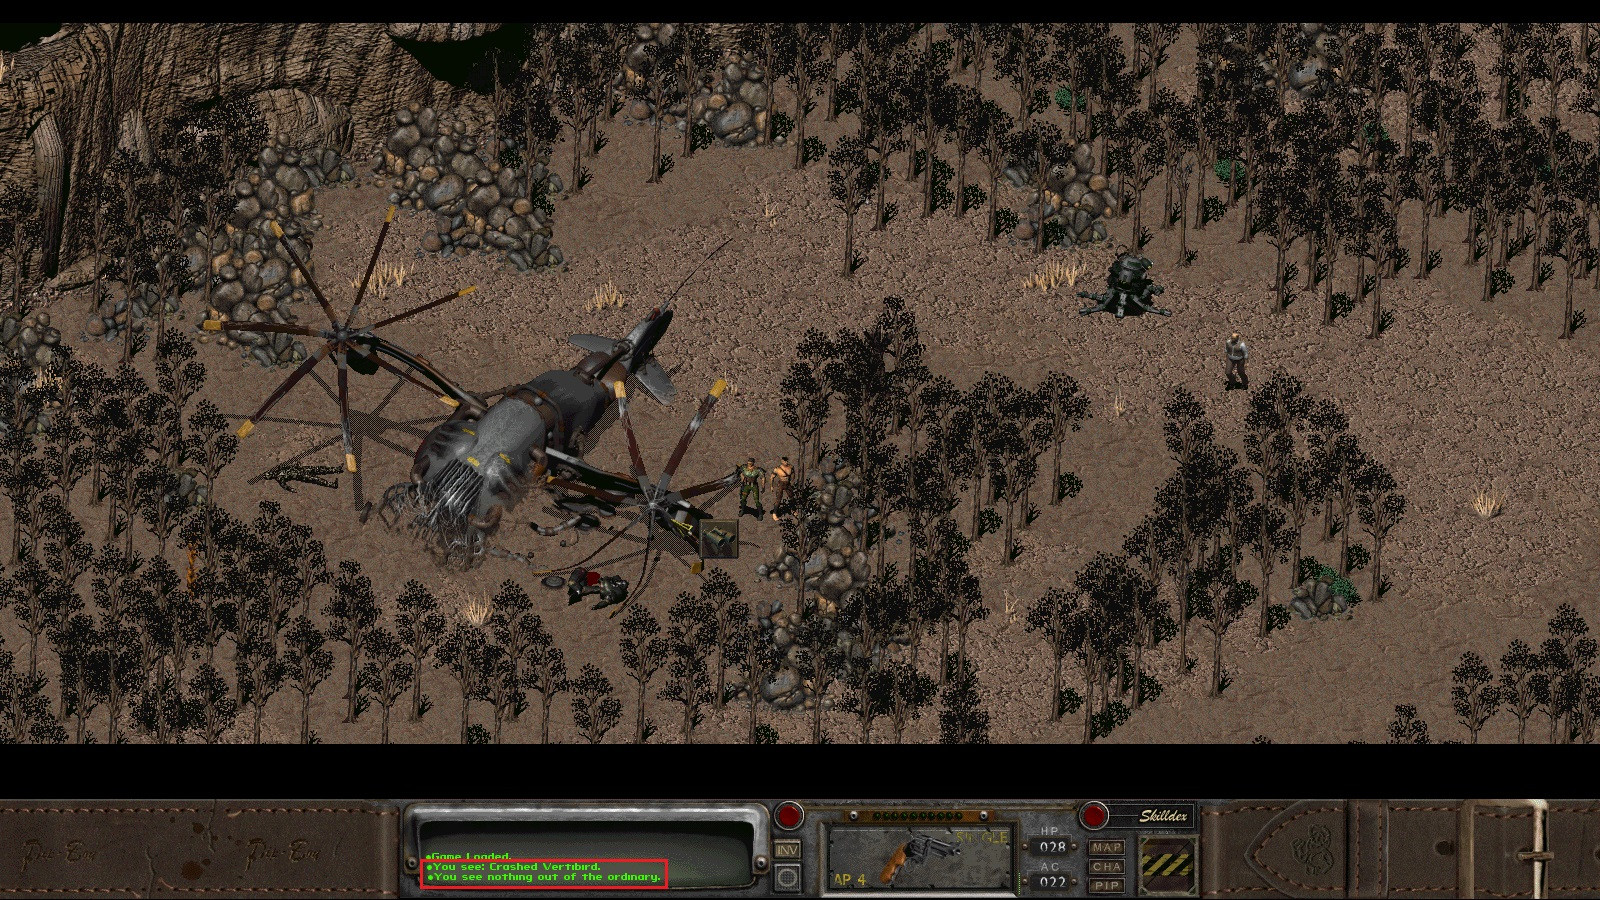 Game Loaded.
You see: Crashed Vertibird.
You see nothing out of the ordinary.
INV
SINGLE
AP 4
HP
028
AC
022
MAP
CHA
PIP
Skilldex